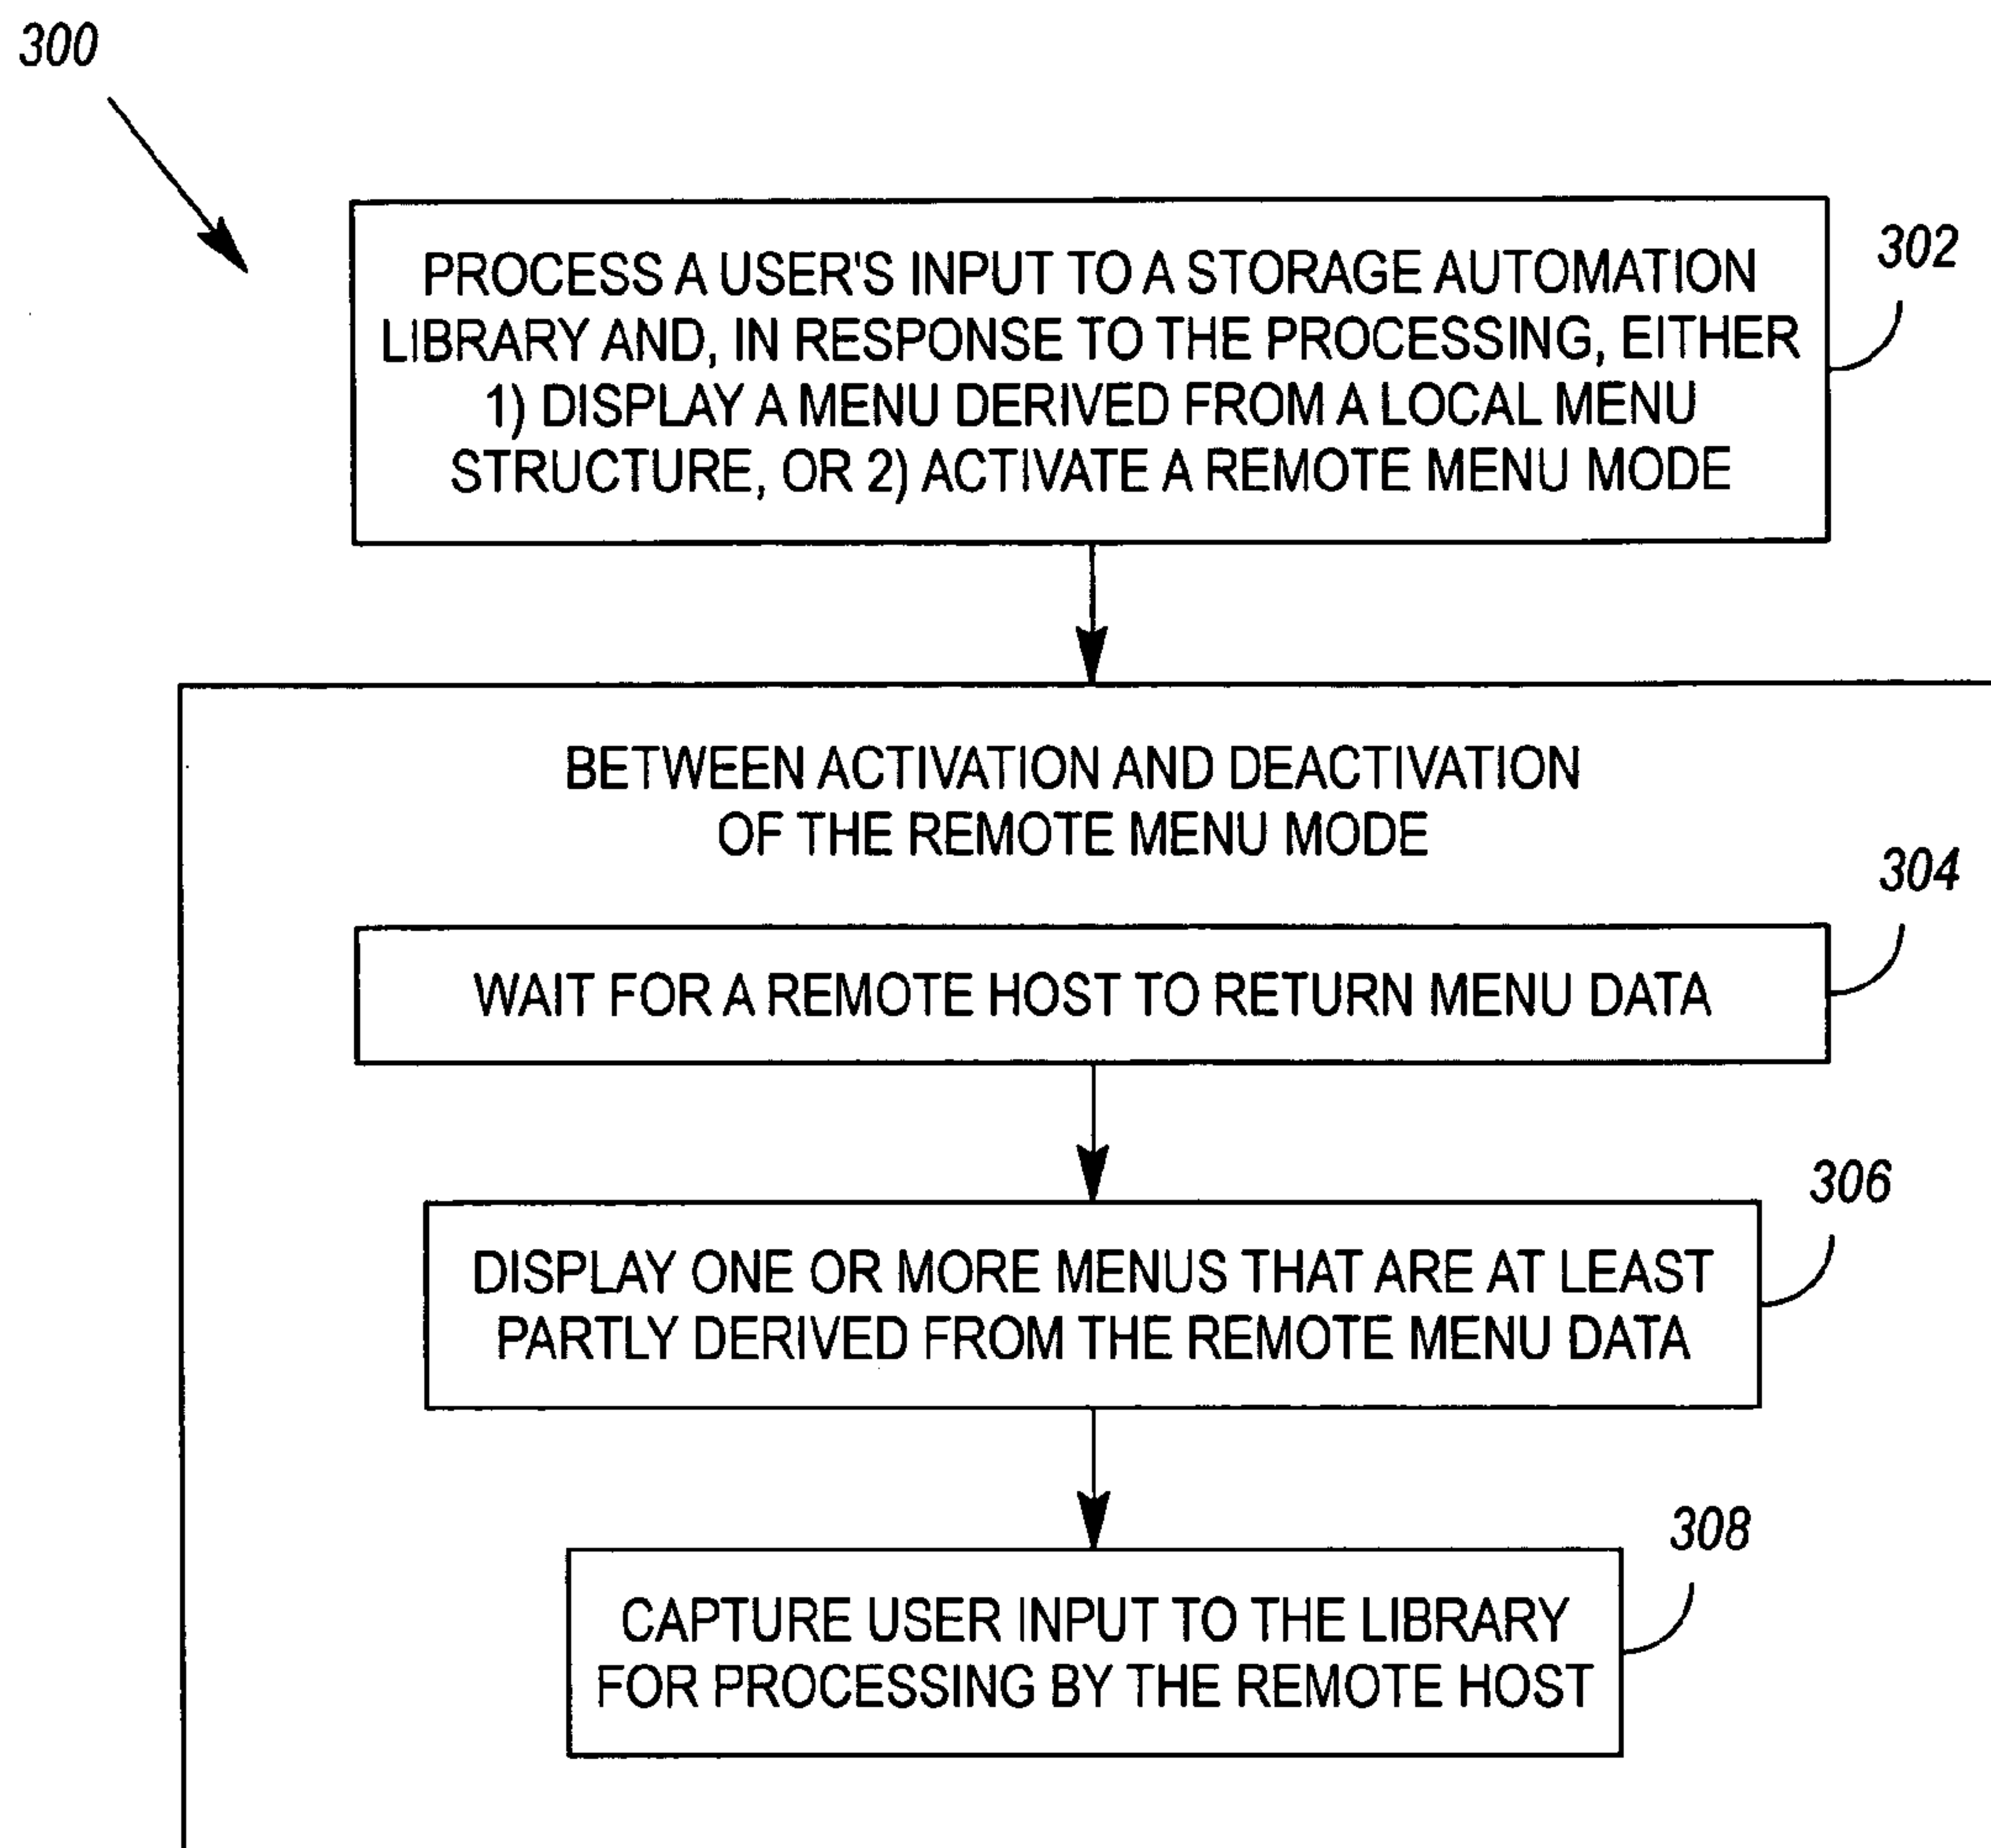 300
PROCESS A USER'S INPUT TO A STORAGE AUTOMATION
LIBRARY AND, IN RESPONSE TO THE PROCESSING, EITHER
1) DISPLAY A MENU DERIVED FROM A LOCAL MENU
STRUCTURE, OR 2) ACTIVATE A REMOTE MENU MODE
302
BETWEEN ACTIVATION AND DEACTIVATION
OF THE REMOTE MENU MODE
304
WAIT FOR A REMOTE HOST TO RETURN MENU DATA
306
DISPLAY ONE OR MORE MENUS THAT ARE AT LEAST
PARTLY DERIVED FROM THE REMOTE MENU DATA
308
CAPTURE USER INPUT TO THE LIBRARY
FOR PROCESSING BY THE REMOTE HOST